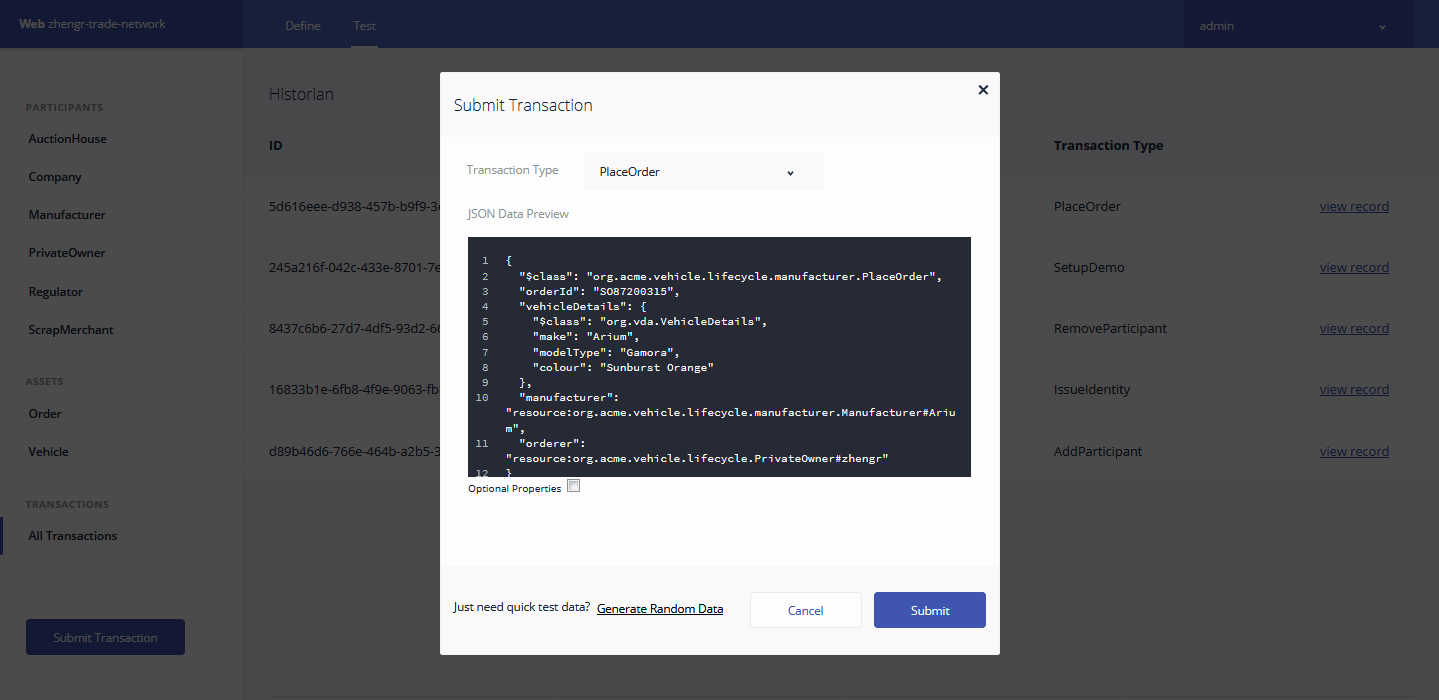 Web zhengr-trade-network
Define
Test
admin
PARTICIPANTS
AuctionHouse
Company
Manufacturer
PrivateOwner
Regulator
ScrapMerchant
ASSETS
Order
Vehicle
TRANSACTIONS
All Transactions
Submit Transaction
Historian
ID
Transaction Type
5d616eee-d938-457b-b9f9-3
PlaceOrder
view record
245a216f-042c-433e-8701-7e
SetupDemo
view record
8437c6b6-27d7-4df5-93d2-66
RemoveParticipant
view record
16833b1e-6fb8-4f9e-9063-fb
IssueIdentity
view record
d89b46d6-766e-464b-a2b5-3
AddParticipant
view record
Submit Transaction
Transaction Type
PlaceOrder
JSON Data Preview
1 {
2 "$class": "org.acme.vehicle.lifecycle.manufacturer.PlaceOrder",
3 "orderId": "SO87200315",
4 "vehicleDetails": {
5 "$class": "org.vda.VehicleDetails",
6 "make": "Arium",
7 "modelType": "Gamora",
8 "colour": "Sunburst Orange"
9 },
10 "manufacturer":
"resource:org.acme.vehicle.lifecycle.manufacturer.Manufacturer#Ariu
m",
11 "orderer":
"resource:org.acme.vehicle.lifecycle.PrivateOwner#zhengr"
12 }
Optional Properties
Just need quick test data? Generate Random Data
Cancel
Submit